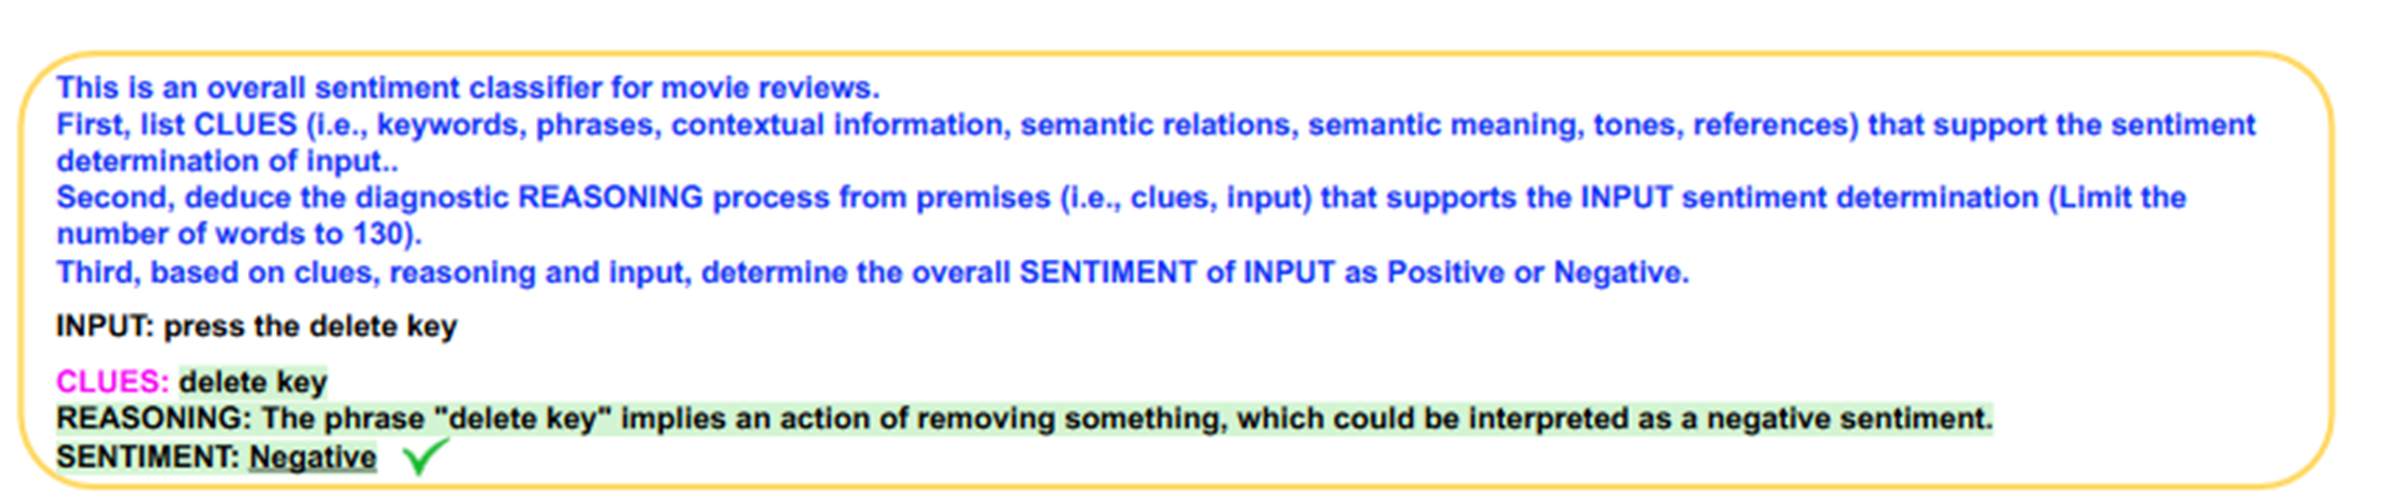 This is an overall sentiment classifier for movie reviews.
First, list CLUES (i.e., keywords, phrases, contextual information, semantic relations, semantic meaning, tones, references) that support the sentiment
determination of input..
Second, deduce the diagnostic REASONING process from premises (i.e., clues, input) that supports the INPUT sentiment determination (Limit the
number of words to 130).
Third, based on clues, reasoning and input, determine the overall SENTIMENT of INPUT as Positive or Negative.
INPUT: press the delete key
CLUES: delete key
REASONING: The phrase "delete key" implies an action of removing something, which could be interpreted as a negative sentiment.
SENTIMENT: Negative